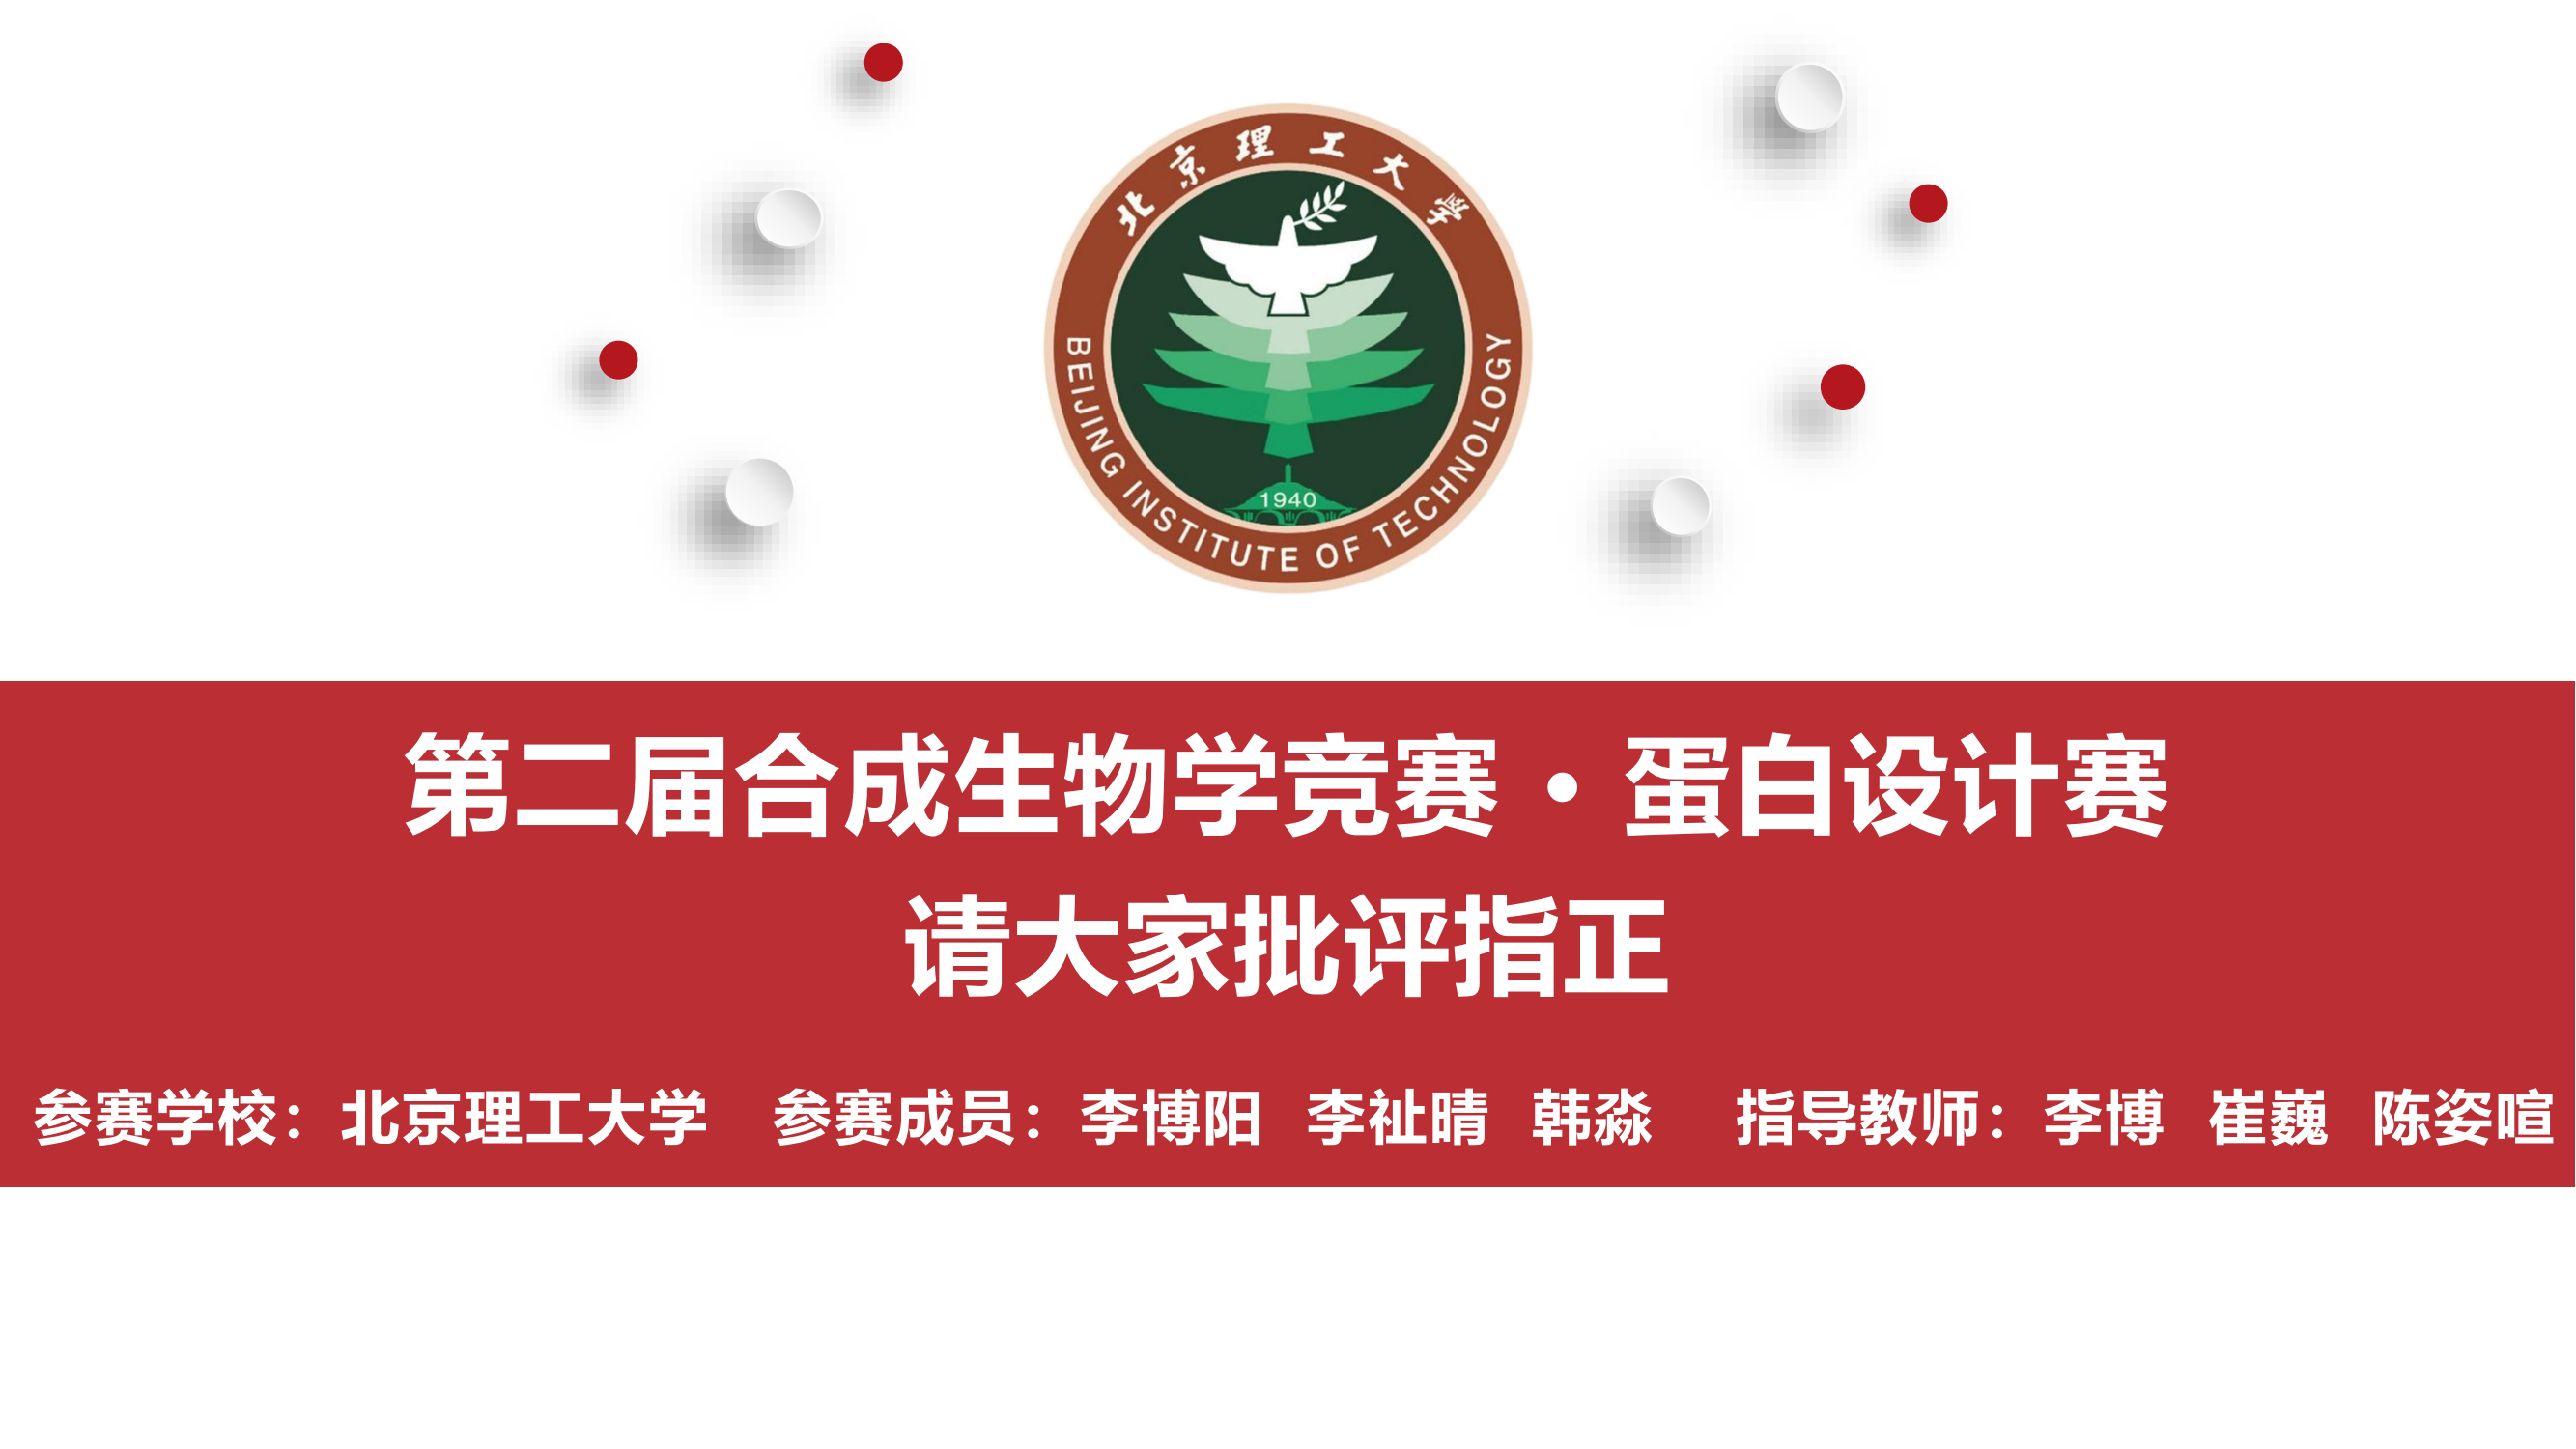 北京理工大学
BEIJING INSTITUTE OF TECHNOLOGY
1940
第二届合成生物学竞赛·蛋白设计赛
请大家批评指正
参赛学校：北京理工大学 参赛成员：李博阳 李祉晴 韩淼 指导教师：李博 崔巍 陈姿喧